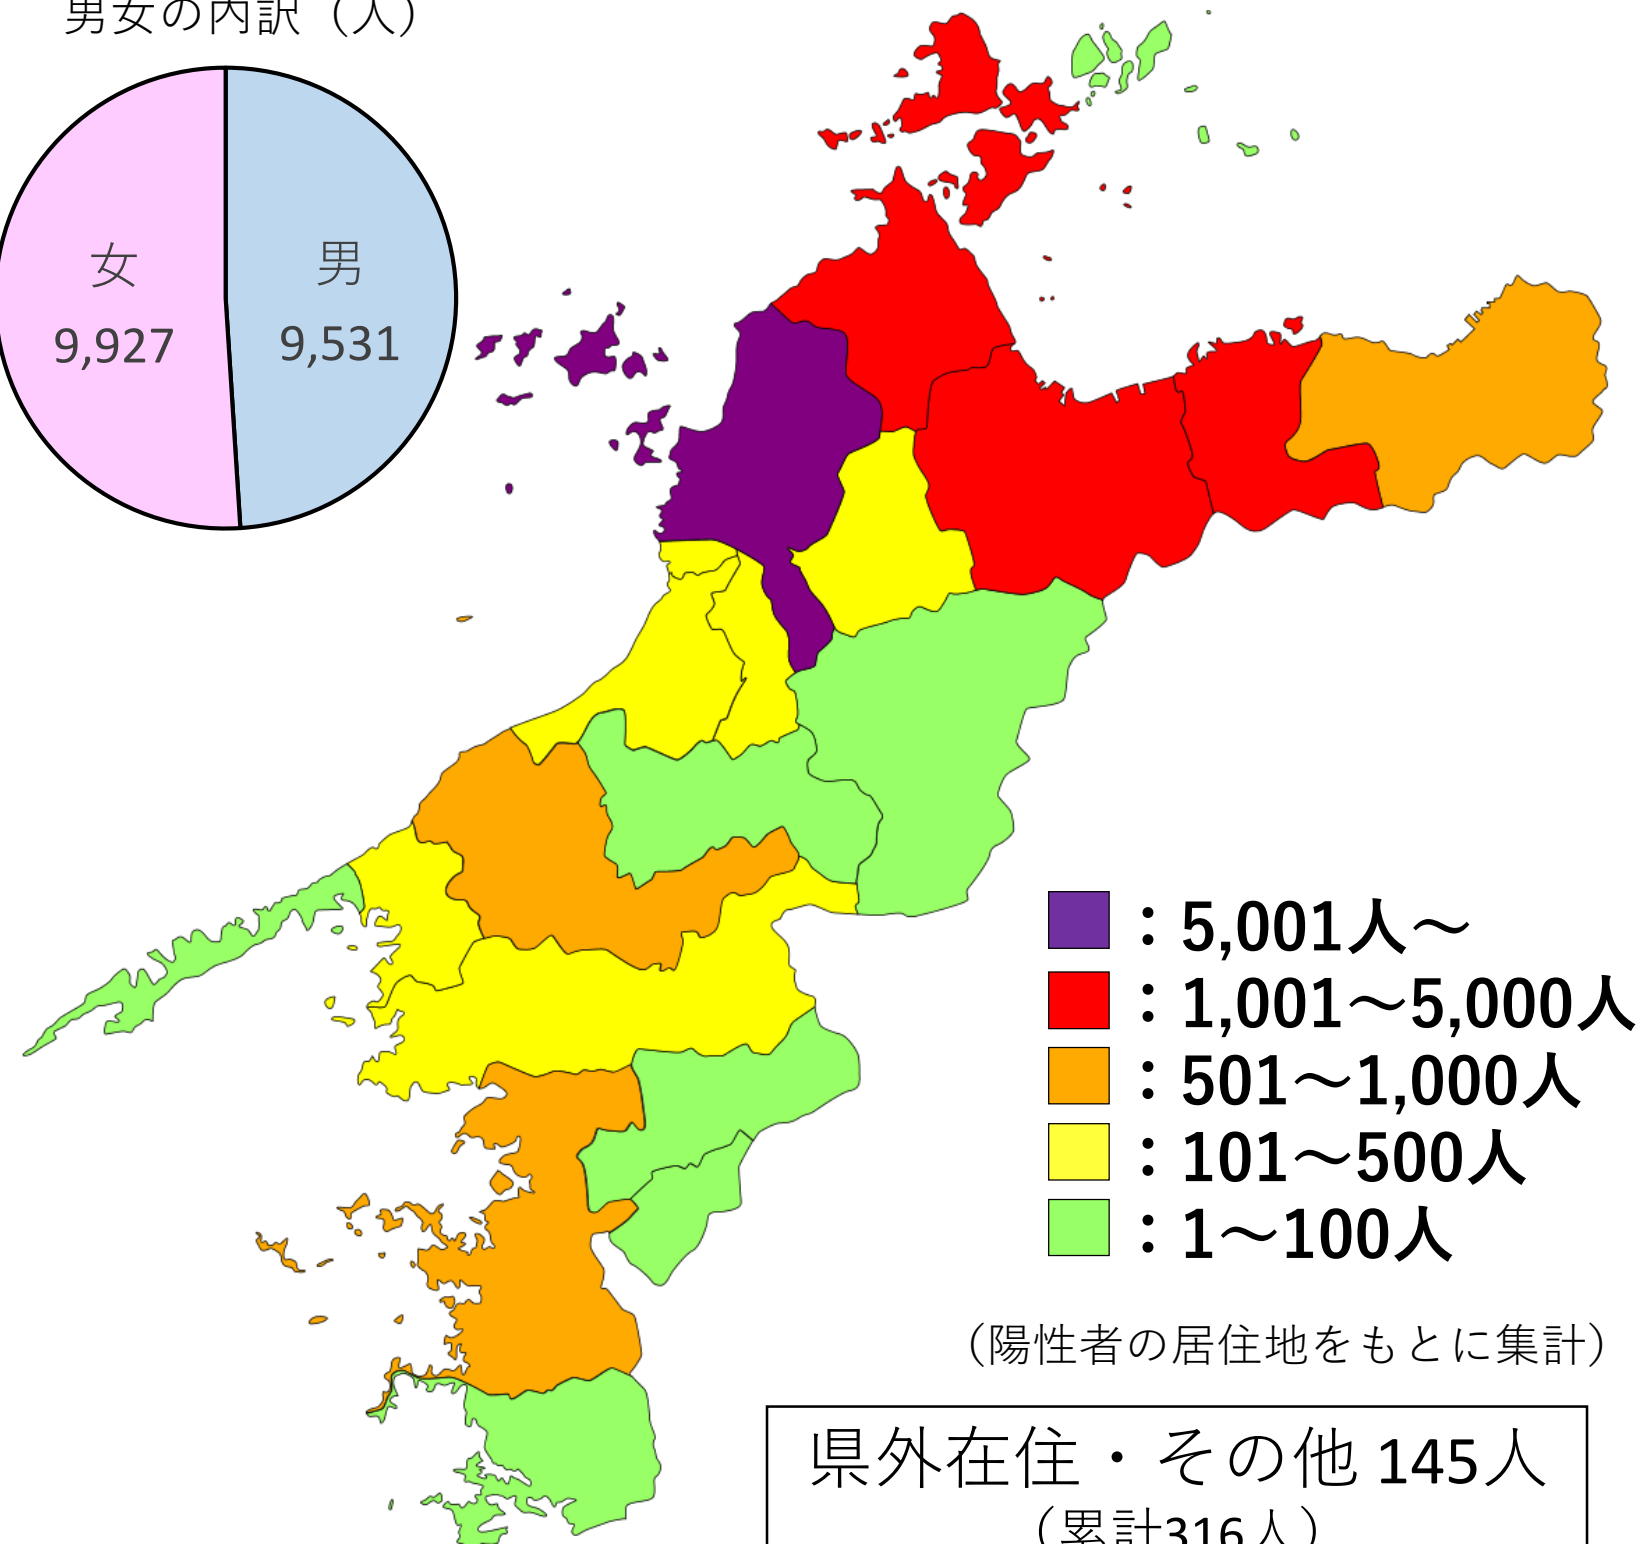 男女の内訳（人）
女
9,927
男
9,531
：5,001人～
：1,001～5,000人
：501～1,000人
：101～500人
：1～100人
（陽性者の居住地をもとに集計）
県外在住・その他 145人
（累計316人）